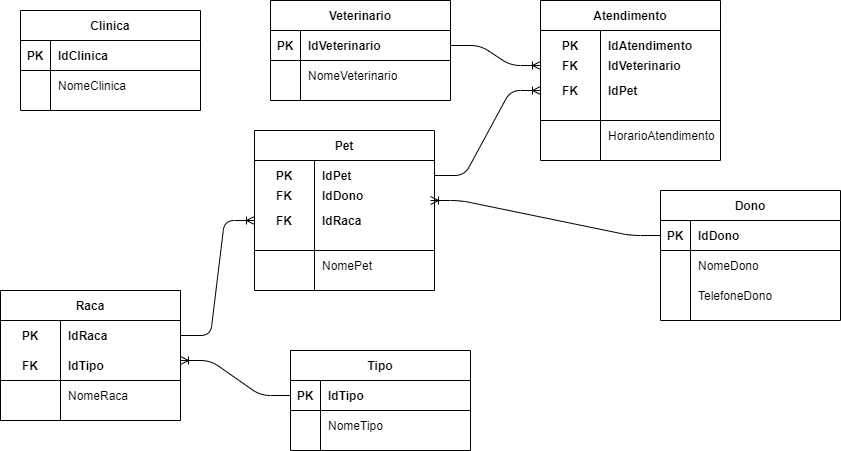 Clinica
PK IdClinica
NomeClinica
Veterinario
PK IdVeterinario
NomeVeterinario
Atendimento
PK IdAtendimento
FK IdVeterinario
FK IdPet
HorarioAtendimento
Pet
PK IdPet
FK IdDono
FK IdRaca
NomePet
Dono
PK IdDono
NomeDono
TelefoneDono
Raca
PK IdRaca
FK IdTipo
NomeRaca
Tipo
PK IdTipo
NomeTipo